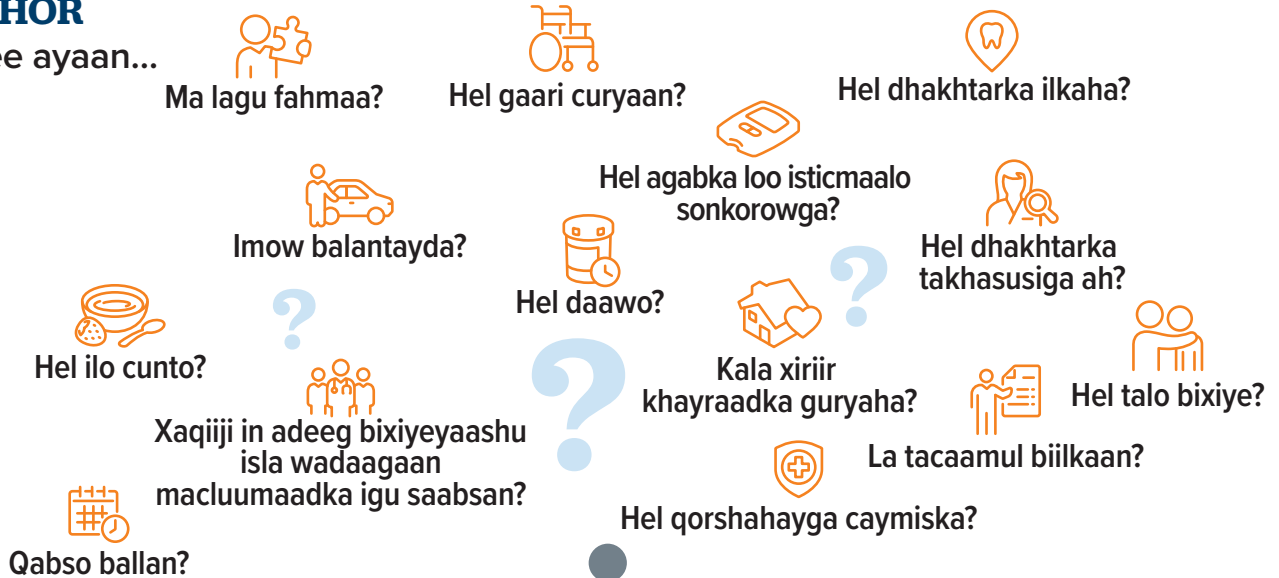 HOR
ee ayaan...
Ma lagu fahmaa?
Hel gaari curyaan?
Hel dhakhtarka ilkaha?
Hel agabka loo isticmaalo
sonkorowga?
Imow balantayda?
Hel dhakhtarka
takhasusiga ah?
Hel daawo?
Hel ilo cunto?
Kala xiriir
khayraadka guryaha?
Hel talo bixiye?
Xaqiiji in adeeg bixiyeyaashu
isla wadaagaan
macluumaadka igu saabsan?
La tacaamul biilkaan?
Hel qorshahayga caymiska?
Qabso ballan?
?
?
?